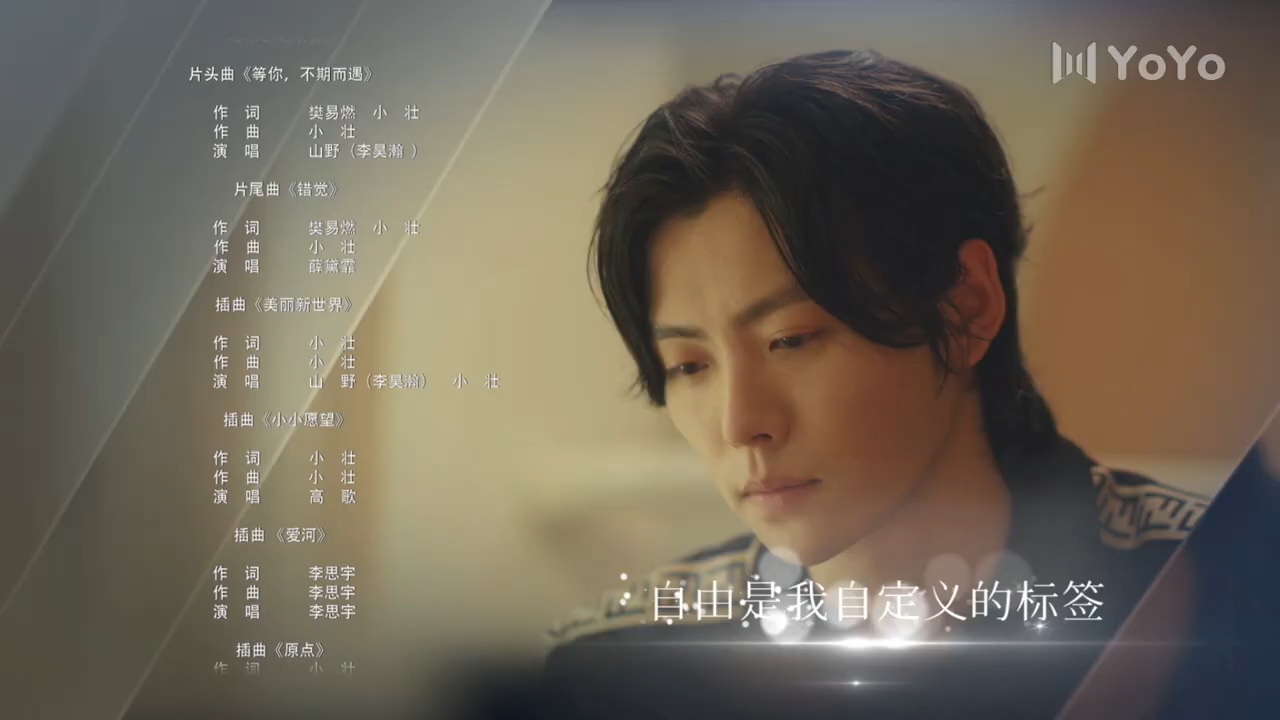 片头曲《等你，不期而遇》
作 词 樊易燃 小 壮
作 曲 小 壮
演 唱 山野（李昊瀚 ）
片尾曲《错觉》
作 词 樊易燃 小 壮
作 曲 小 壮
演 唱 薛黛霏
插曲《美丽新世界》
作 词 小 壮
作 曲 小 壮
演 唱 山 野（李昊瀚） 小 壮
插曲《小小愿望》
作 词 小 壮
作 曲 小 壮
演 唱 高 歌
插曲 《爱河》
作 词 李思宇
作 曲 李思宇
演 唱 李思宇
插曲《原点》
作 词 小 壮
YoYo
自由是我自定义的标签